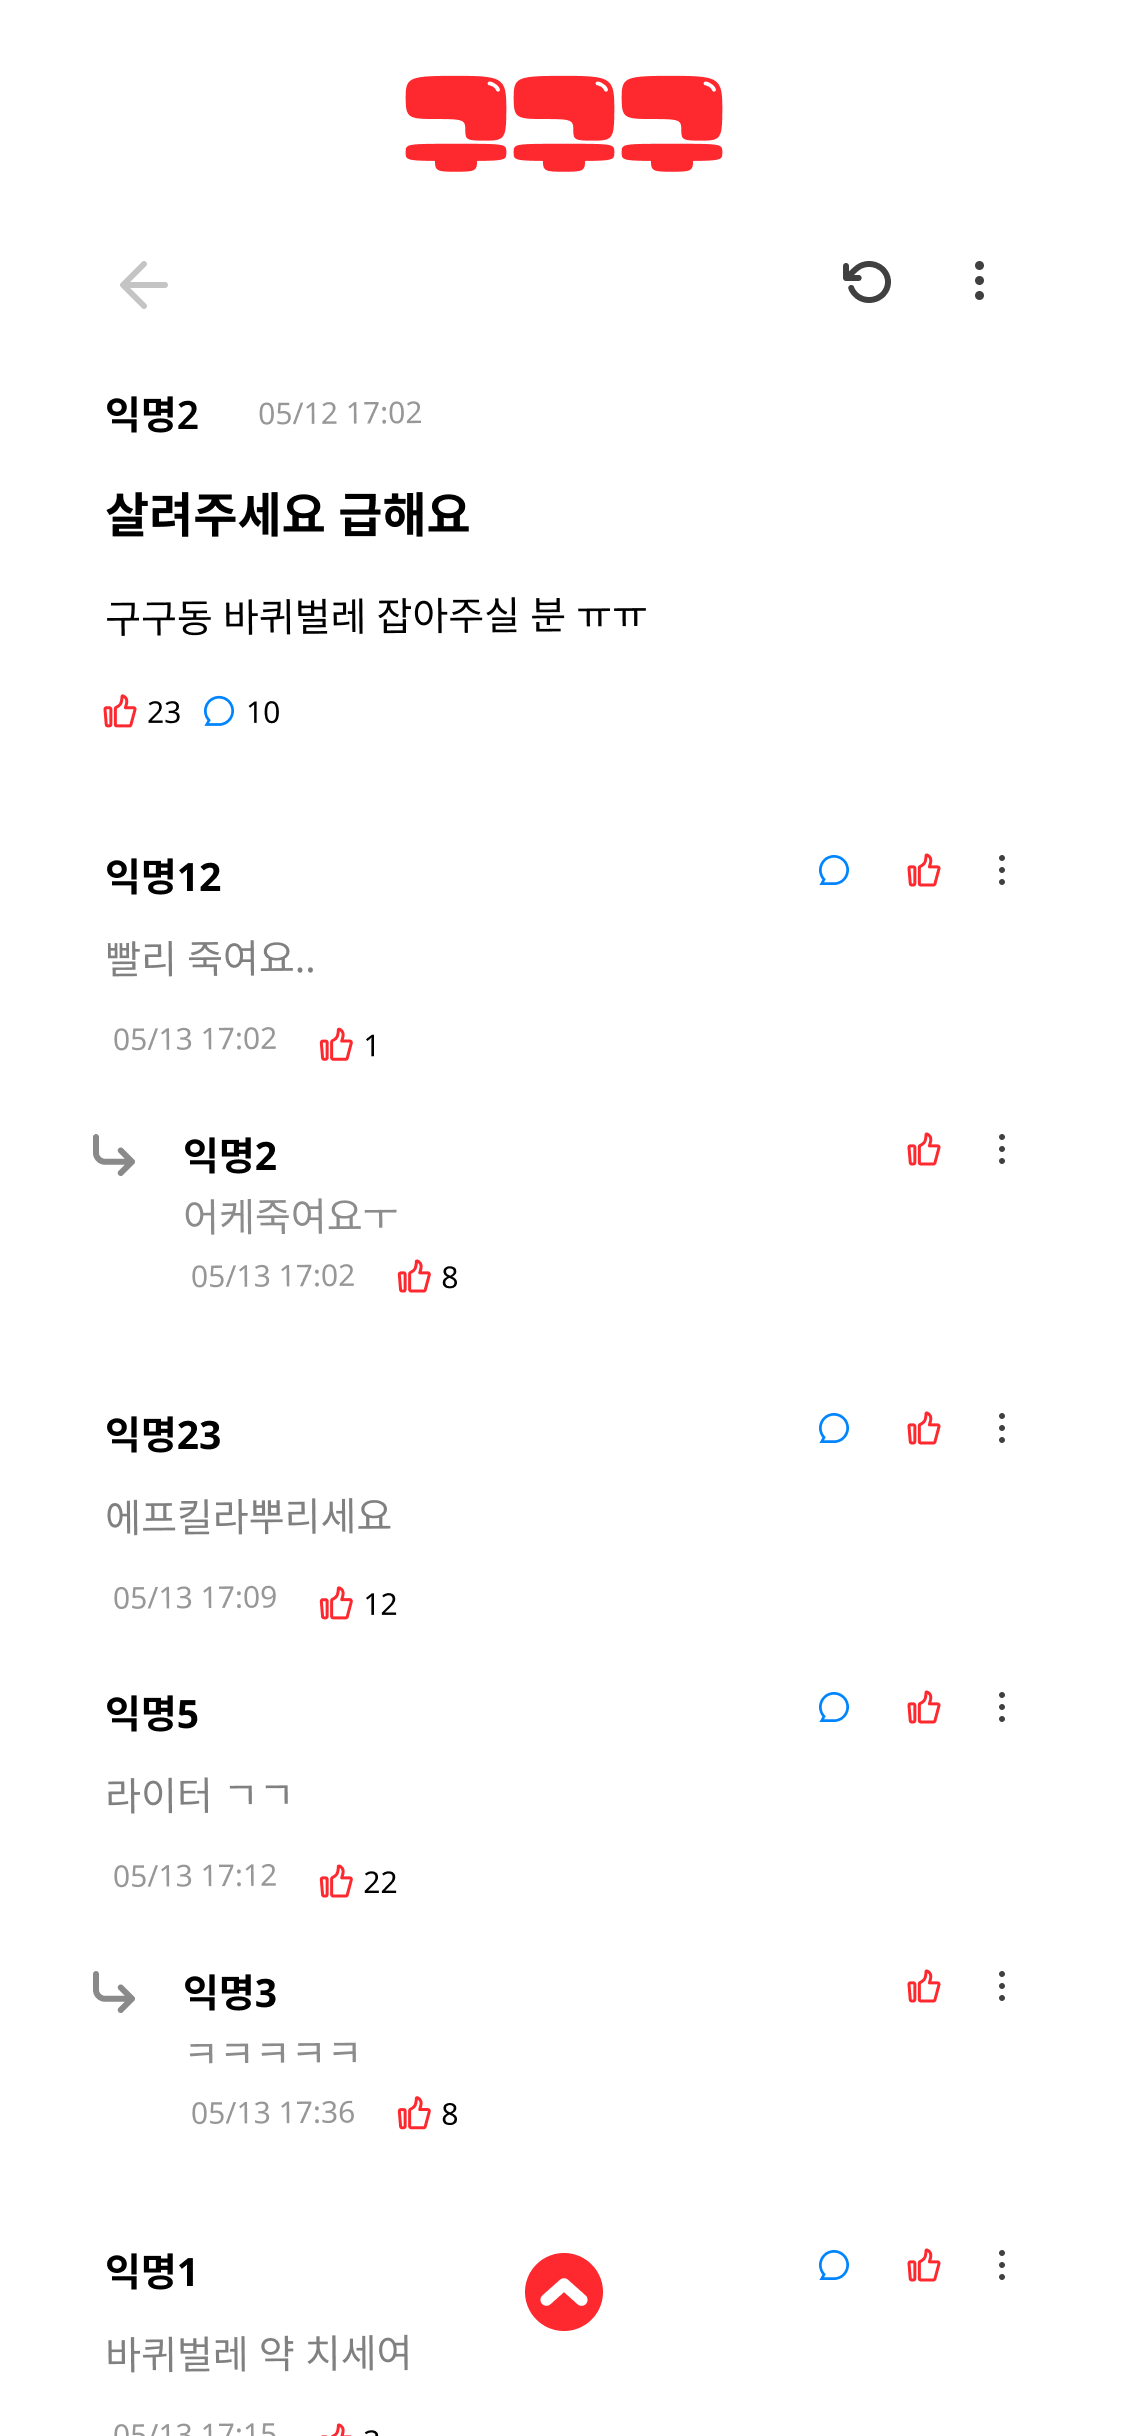 구구구
익명2 05/12 17:02
살려주세요 급해요
구구동 바퀴벌레 잡아주실 분 ㅠㅠ
23 10
익명12
빨리 죽여요..
05/13 17:02 1
익명2
어케죽여요ㅜ
05/13 17:02 8
익명23
에프킬라뿌리세요
05/13 17:09 12
익명5
라이터 ㄱㄱ
05/13 17:12 22
익명3
ㅋㅋㅋㅋㅋ
05/13 17:36 8
익명1
바퀴벌레 약 치세여
05/13 17:15